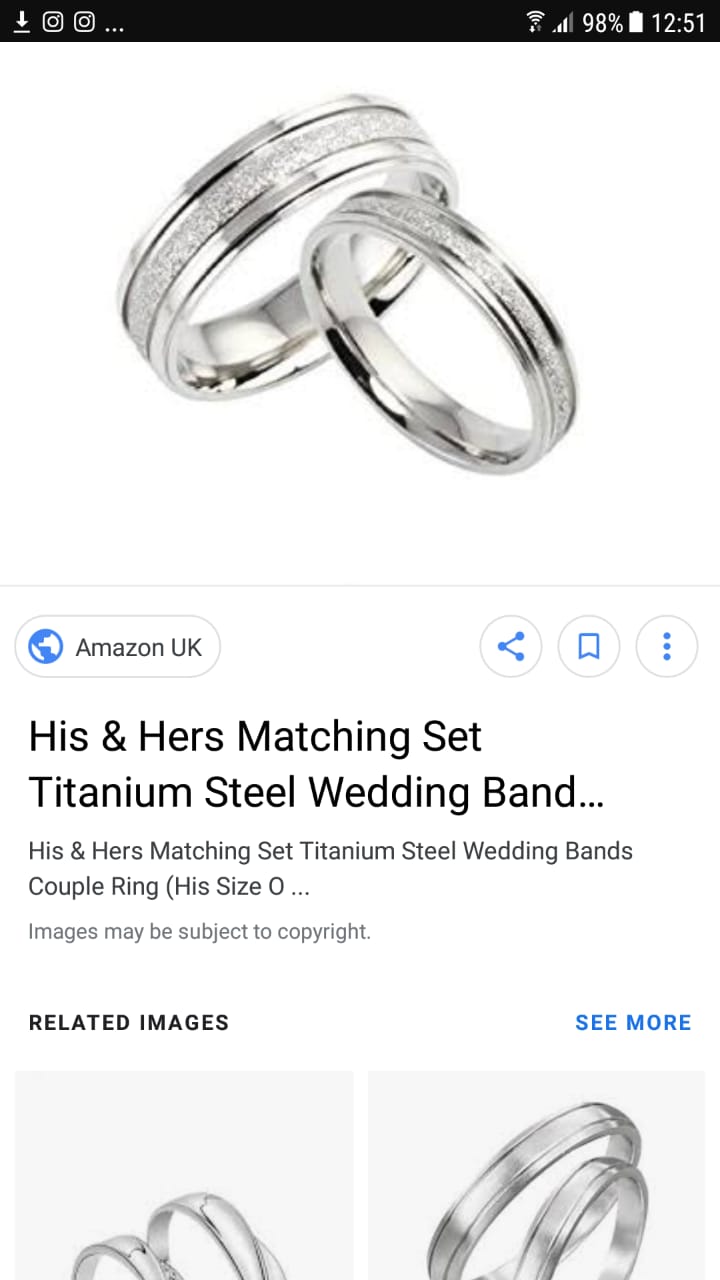 ... 98% 12:51
Amazon UK
His & Hers Matching Set
Titanium Steel Wedding Band...
His & Hers Matching Set Titanium Steel Wedding Bands
Couple Ring (His Size O ...
Images may be subject to copyright.
RELATED IMAGES SEE MORE